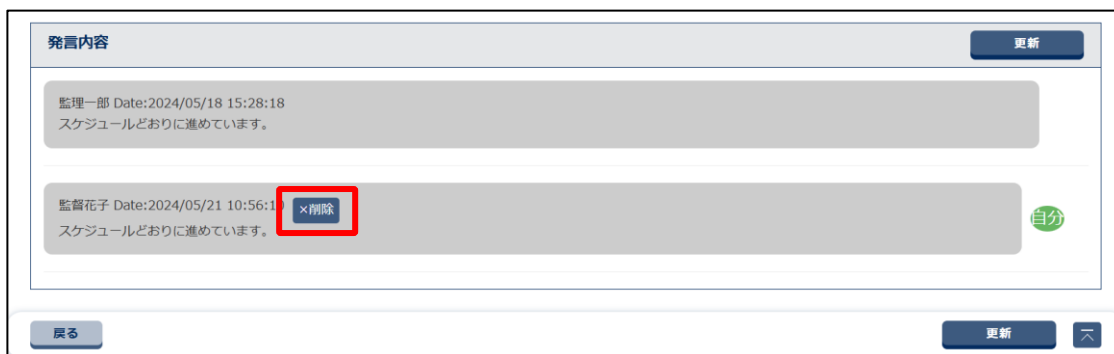 発言内容
更新
監理一郎 Date:2024/05/18 15:28:18
スケジュールどおりに進めています。
監督花子 Date:2024/05/21 10:56:10 ×削除
スケジュールどおりに進めています。
自分
戻る
更新